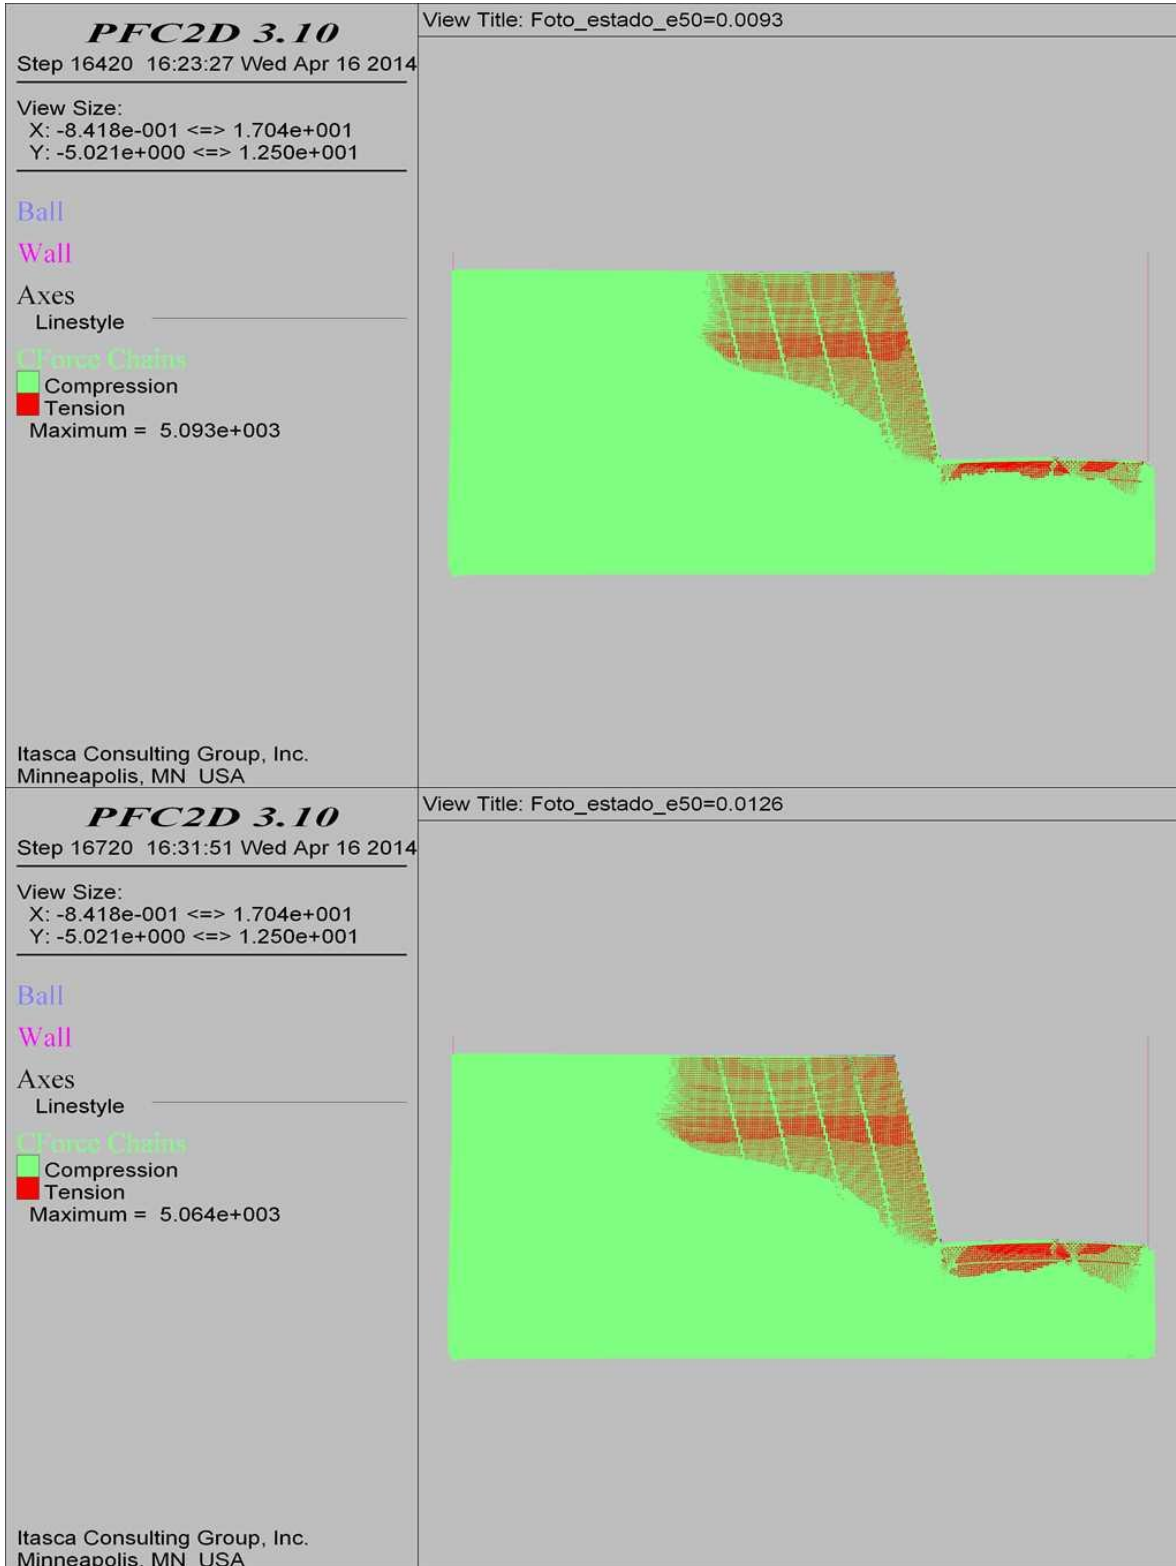 PFC2D 3.10
Step 16420 16:23:27 Wed Apr 16 2014
View Size:
X: -8.418e-001 <=> 1.704e+001
Y: -5.021e+000 <=> 1.250e+001
Ball
Wall
Axes
Linestyle
CForce Chains
Compression
Tension
Maximum = 5.093e+003
Itasca Consulting Group, Inc.
Minneapolis, MN USA
View Title: Foto_estado_e50=0.0093
PFC2D 3.10
Step 16720 16:31:51 Wed Apr 16 2014
View Size:
X: -8.418e-001 <=> 1.704e+001
Y: -5.021e+000 <=> 1.250e+001
Ball
Wall
Axes
Linestyle
CForce Chains
Compression
Tension
Maximum = 5.064e+003
Itasca Consulting Group, Inc.
Minneapolis, MN USA
View Title: Foto_estado_e50=0.0126